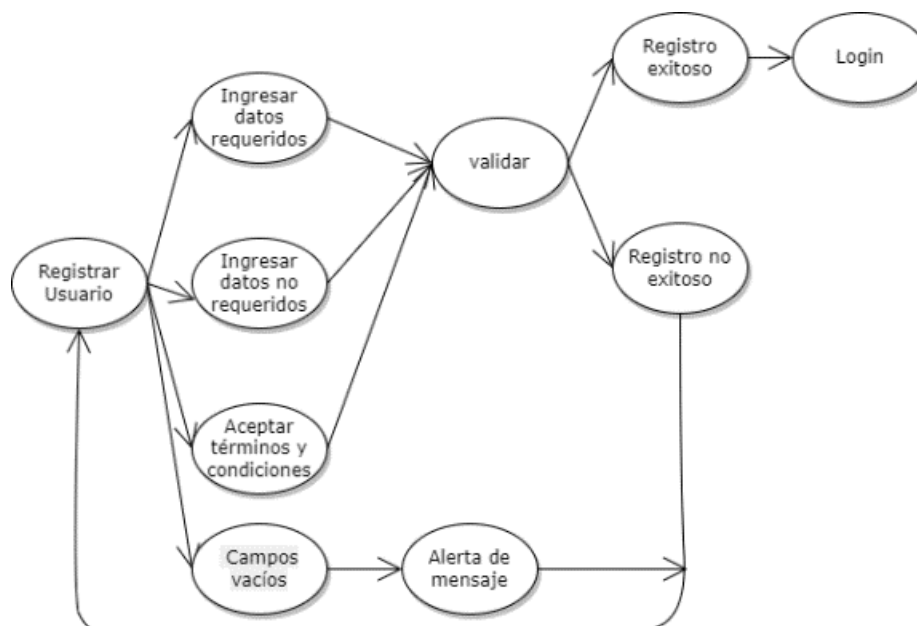 Registro
exitoso
Login
Ingresar
datos
requeridos
validar
Registrar
Usuario
Ingresar
datos no
requeridos
Registro no
exitoso
Aceptar
términos y
condiciones
Campos
vacíos
Alerta de
mensaje